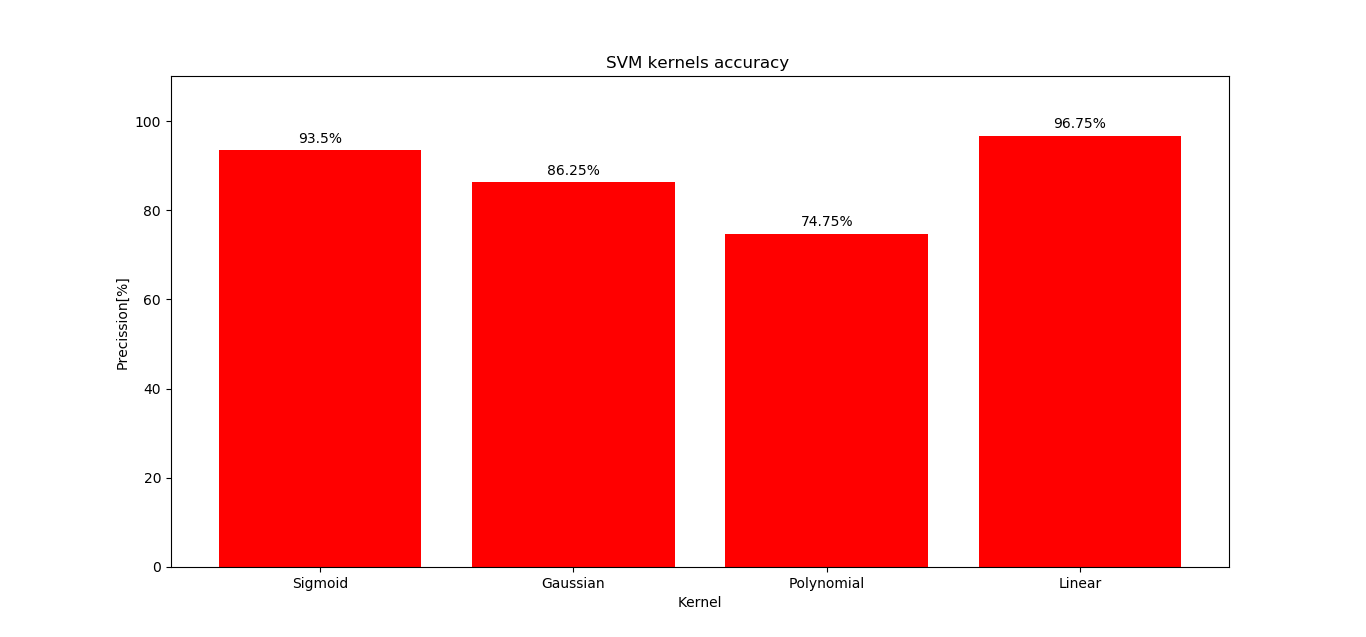 SVM kernels accuracy
100
80
60
40
20
0
Precission[%]
93.5%
86.25%
74.75%
96.75%
Sigmoid
Gaussian
Polynomial
Linear
Kernel